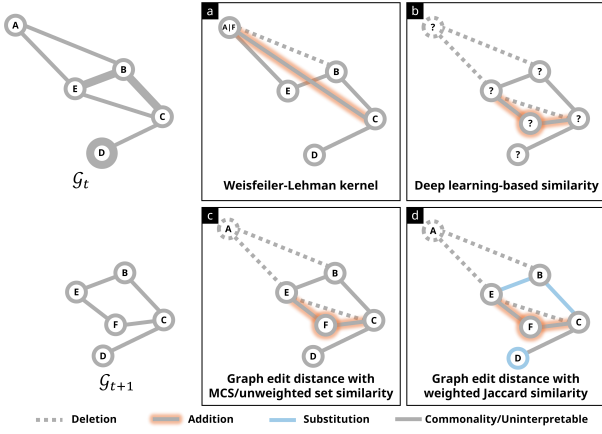 A
B
E
C
D
𝒢t
B
E
F
C
D
𝒢t+1
a
A|F
B
E
C
D
Weisfeiler-Lehman kernel
b
?
?
?
?
?
?
Deep learning-based similarity
c
A
B
E
F
C
D
Graph edit distance with
MCS/unweighted set similarity
d
A
B
E
F
C
D
Graph edit distance with
weighted Jaccard similarity
Deletion Addition Substitution Commonality/Uninterpretable